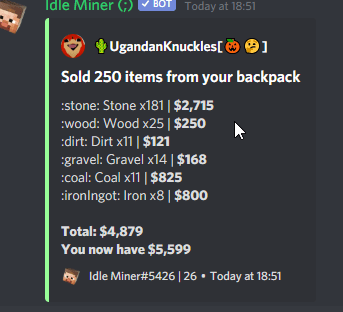 Idle Miner (;) ✓ BOT Today at 18:51
🌵UgandanKnuckles[🎃🤔]
Sold 250 items from your backpack
:stone: Stone x181 | $2,715
:wood: Wood x25 | $250
:dirt: Dirt x11 | $121
:gravel: Gravel x14 | $168
:coal: Coal x11 | $825
:ironIngot: Iron x8 | $800
Total: $4,879
You now have $5,599
Idle Miner#5426 | 26 • Today at 18:51